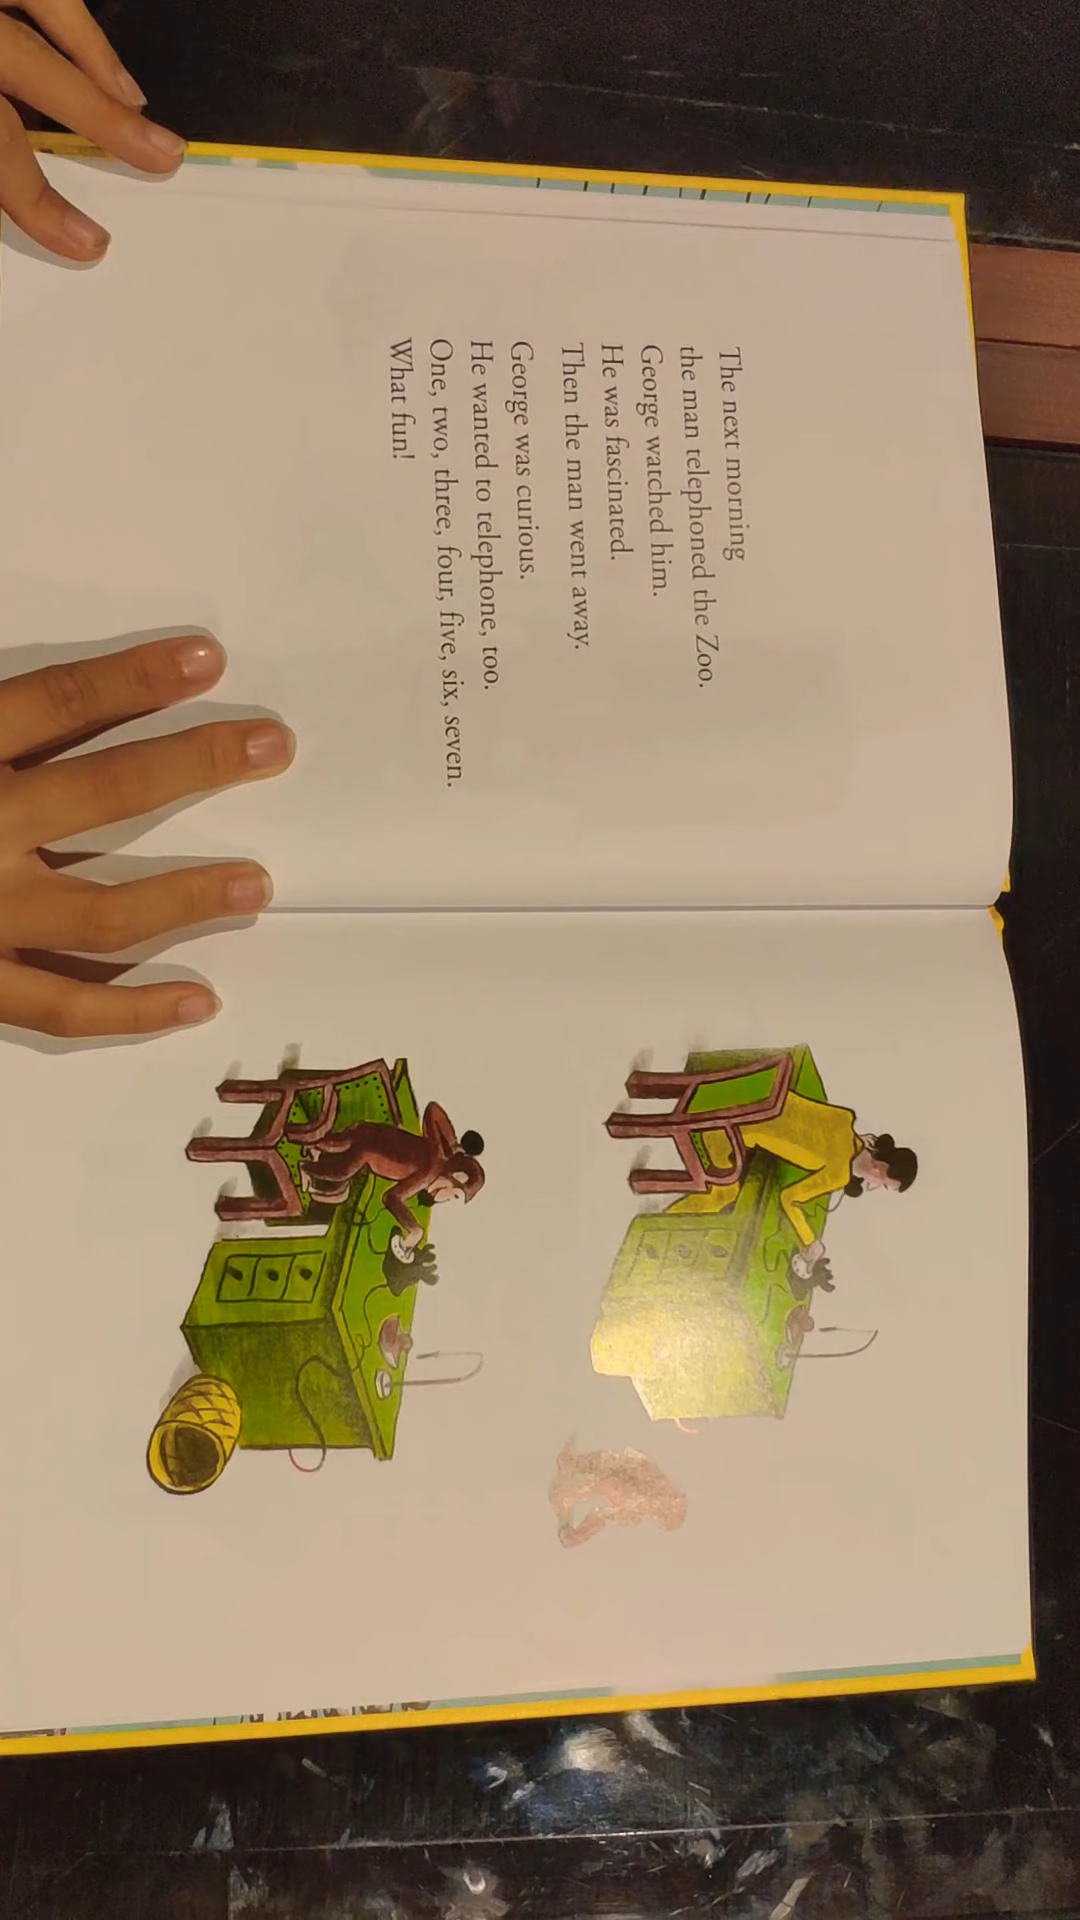 The next morning
the man telephoned the Zoo.
George watched him.
He was fascinated.
Then the man went away.
George was curious.
He wanted to telephone, too.
One, two, three, four, five, six, seven.
What fun!